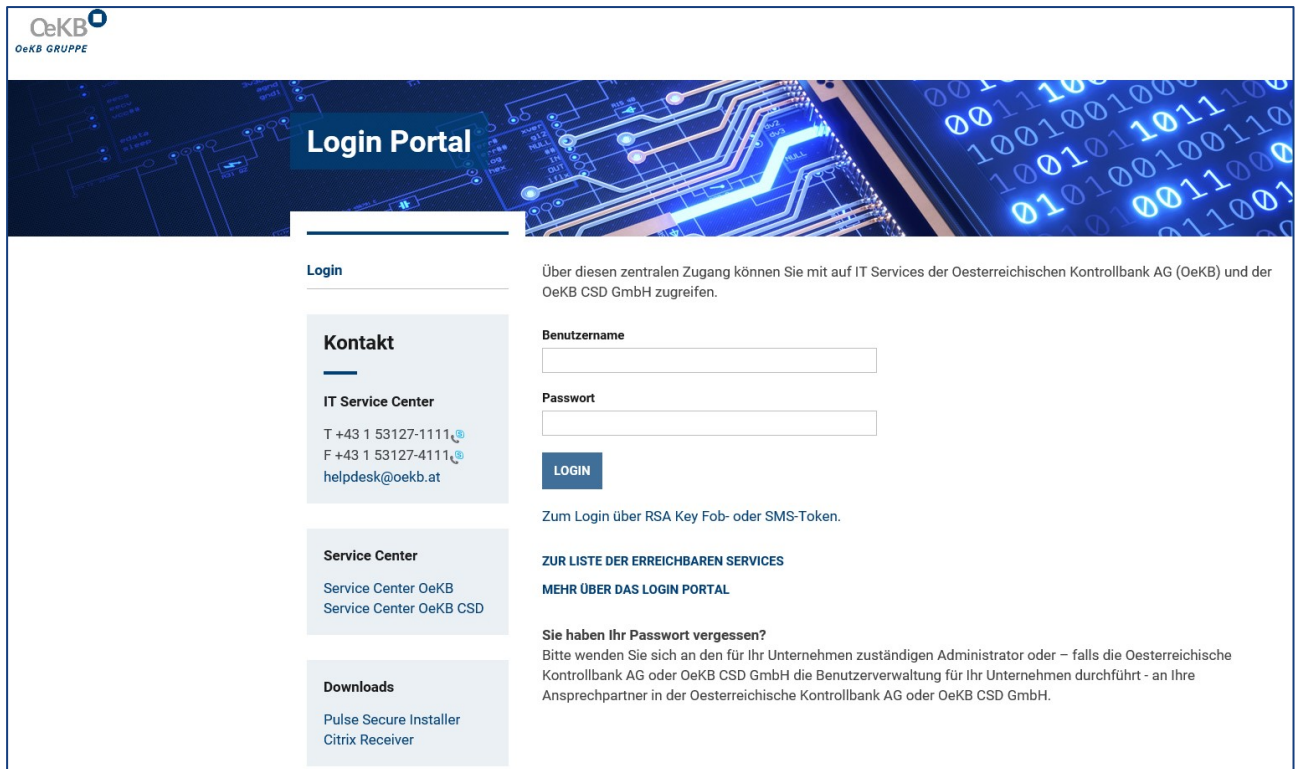 OeKB
OeKB GRUPPE
Login Portal
Login
Kontakt
IT Service Center
T +43 1 53127-1111
F +43 1 53127-4111
helpdesk@oekb.at
Service Center
Service Center OeKB
Service Center OeKB CSD
Downloads
Pulse Secure Installer
Citrix Receiver
Über diesen zentralen Zugang können Sie mit auf IT Services der Oesterreichischen Kontrollbank AG (OeKB) und der
OeKB CSD GmbH zugreifen.
Benutzername
Passwort
LOGIN
Zum Login über RSA Key Fob- oder SMS-Token.
ZUR LISTE DER ERREICHBAREN SERVICES
MEHR ÜBER DAS LOGIN PORTAL
Sie haben Ihr Passwort vergessen?
Bitte wenden Sie sich an den für Ihr Unternehmen zuständigen Administrator oder – falls die Oesterreichische
Kontrollbank AG oder OeKB CSD GmbH die Benutzerverwaltung für Ihr Unternehmen durchführt - an Ihre
Ansprechpartner in der Oesterreichische Kontrollbank AG oder OeKB CSD GmbH.